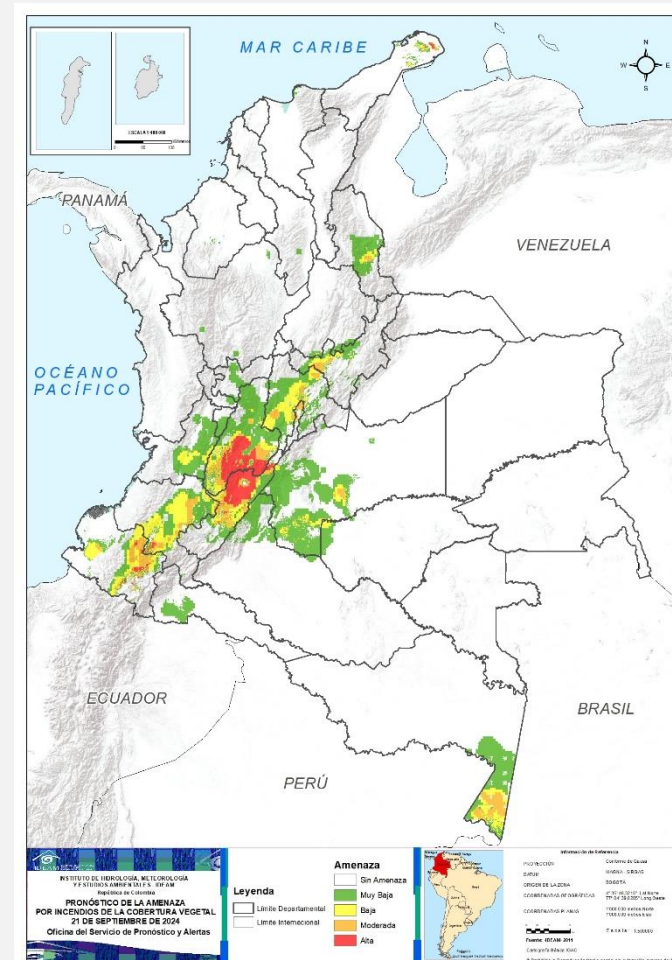 MAR CARIBE
N
W
E
S
PANAMÁ
VENEZUELA
OCÉANO
PACÍFICO
ECUADOR
BRASIL
PERÚ
INSTITUTO DE HIDROLOGÍA, METEOROLOGÍA
Y ESTUDIOS AMBIENTALES - IDEAM
República de Colombia
PRONÓSTICO DE LA AMENAZA
POR INCENDIOS DE LA COBERTURA VEGETAL
21 DE SEPTIEMBRE DE 2024
Oficina del Servicio de Pronóstico y Alertas
Leyenda
Límite Departamental
Límite Internacional
Amenaza
Sin Amenaza
Muy Baja
Baja
Moderada
Alta
Información de Referencia
PROYECCIÓN
DATUM
ORIGEN DE LA ZONA
BOGOTÁ
COORDENADAS GEOGRÁFICAS
COORDENADAS PLANAS
Fuente: IDEAM 2015